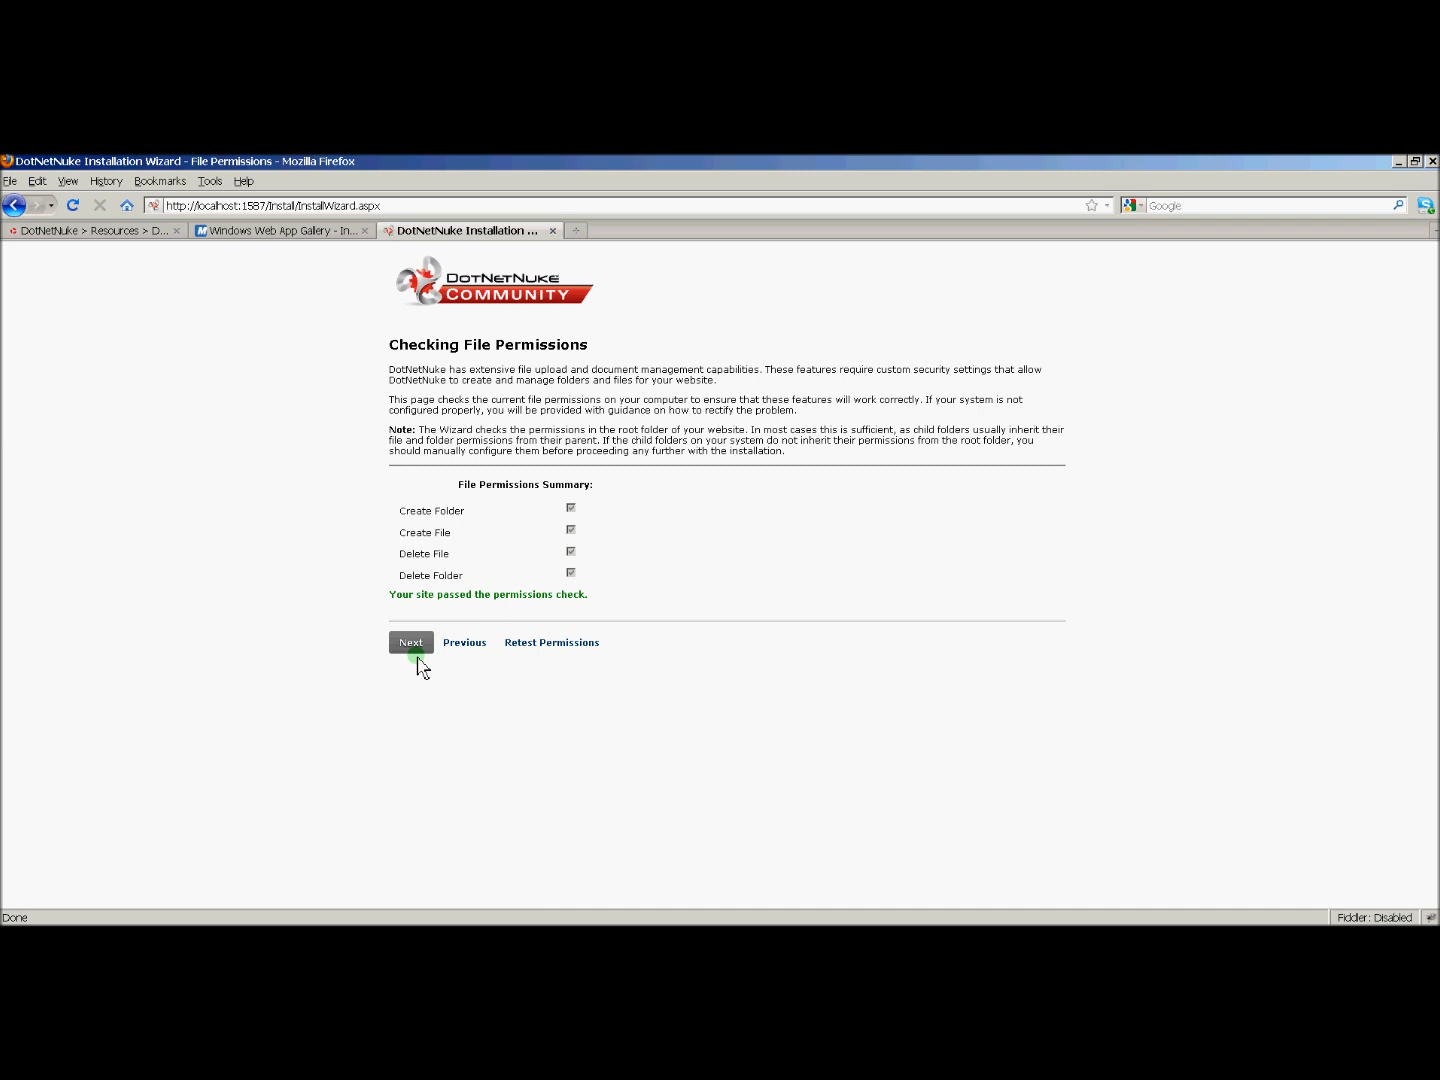 DotNetNuke Installation Wizard - File Permissions - Mozilla Firefox
File Edit View History Bookmarks Tools Help
http://localhost:1587/Install/InstallWizard.aspx Google
DotNetNuke > Resources > D... Windows Web App Gallery - In... DotNetNuke Installation ...
DOTNETNUKE
COMMUNITY
Checking File Permissions
DotNetNuke has extensive file upload and document management capabilities. These features require custom security settings that allow
DotNetNuke to create and manage folders and files for your website.
This page checks the current file permissions on your computer to ensure that these features will work correctly. If your system is not
configured properly, you will be provided with guidance on how to rectify the problem.
Note: The Wizard checks the permissions in the root folder of your website. In most cases this is sufficient, as child folders usually inherit their
file and folder permissions from their parent. If the child folders on your system do not inherit their permissions from the root folder, you
should manually configure them before proceeding any further with the installation.
File Permissions Summary:
Create Folder
Create File
Delete File
Delete Folder
Your site passed the permissions check.
Next Previous Retest Permissions
Done Fiddler: Disabled